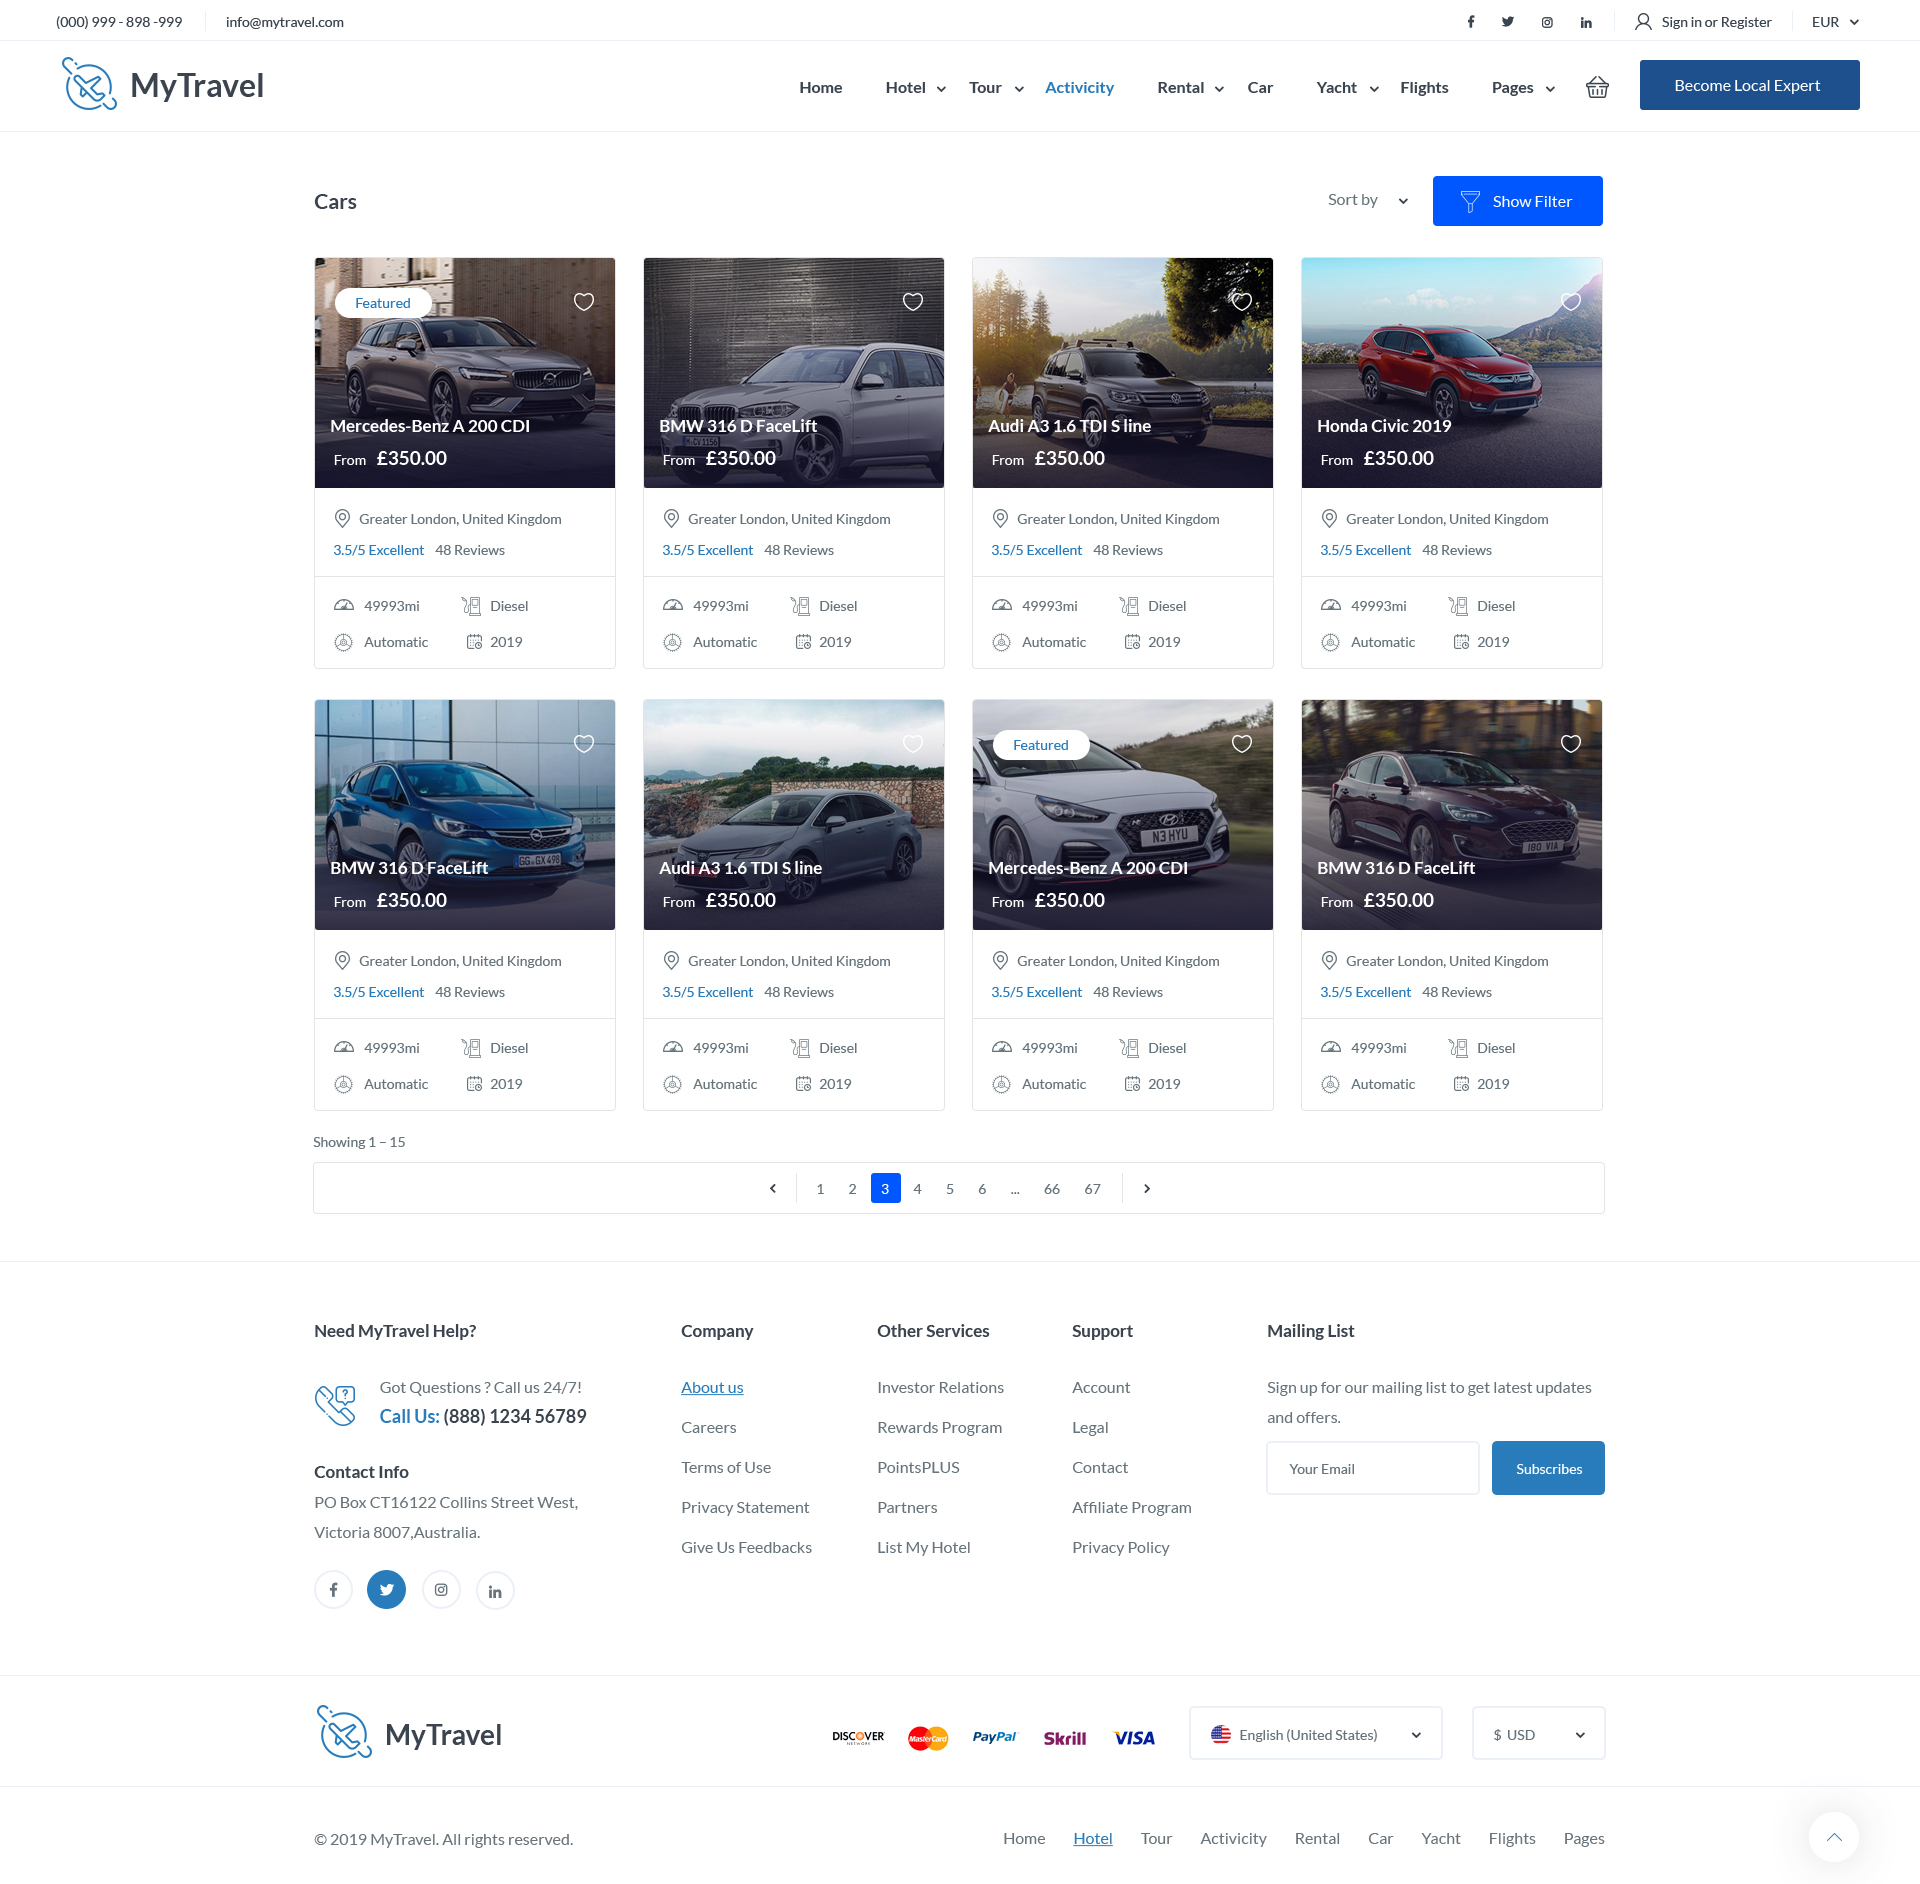 (000) 999 - 898 -999 info@mytravel.com Sign in or Register EUR
MyTravel Home Hotel Tour Activicity Rental Car Yacht Flights Pages Become Local Expert
Cars Sort by Show Filter
Featured
Mercedes-Benz A 200 CDI
From £350.00
Greater London, United Kingdom
3.5/5 Excellent 48 Reviews
49993mi Diesel
Automatic 2019
BMW 316 D FaceLift
From £350.00
Greater London, United Kingdom
3.5/5 Excellent 48 Reviews
49993mi Diesel
Automatic 2019
Audi A3 1.6 TDI S line
From £350.00
Greater London, United Kingdom
3.5/5 Excellent 48 Reviews
49993mi Diesel
Automatic 2019
Honda Civic 2019
From £350.00
Greater London, United Kingdom
3.5/5 Excellent 48 Reviews
49993mi Diesel
Automatic 2019
GG GX 498
BMW 316 D FaceLift
From £350.00
Greater London, United Kingdom
3.5/5 Excellent 48 Reviews
49993mi Diesel
Automatic 2019
Audi A3 1.6 TDI S line
From £350.00
Greater London, United Kingdom
3.5/5 Excellent 48 Reviews
49993mi Diesel
Automatic 2019
Featured
N3 HYU
Mercedes-Benz A 200 CDI
From £350.00
Greater London, United Kingdom
3.5/5 Excellent 48 Reviews
49993mi Diesel
Automatic 2019
180 VIA
BMW 316 D FaceLift
From £350.00
Greater London, United Kingdom
3.5/5 Excellent 48 Reviews
49993mi Diesel
Automatic 2019
Showing 1 – 15
1 2 3 4 5 6 ... 66 67
Need MyTravel Help?
Got Questions ? Call us 24/7!
Call Us: (888) 1234 56789
Contact Info
PO Box CT16122 Collins Street West,
Victoria 8007,Australia.
Company
About us
Careers
Terms of Use
Privacy Statement
Give Us Feedbacks
Other Services
Investor Relations
Rewards Program
PointsPLUS
Partners
List My Hotel
Support
Account
Legal
Contact
Affiliate Program
Privacy Policy
Mailing List
Sign up for our mailing list to get latest updates
and offers.
Your Email Subscribes
MyTravel DISCOVER NETWORK MasterCard PayPal Skrill VISA English (United States) $ USD
© 2019 MyTravel. All rights reserved. Home Hotel Tour Activicity Rental Car Yacht Flights Pages